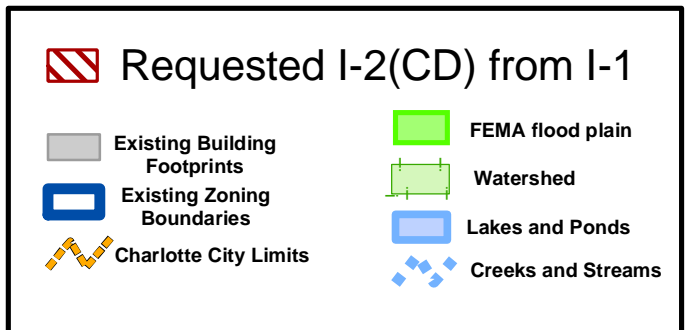 Requested I-2(CD) from I-1
Existing Building
Footprints
Existing Zoning
Boundaries
Charlotte City Limits
FEMA flood plain
Watershed
Lakes and Ponds
Creeks and Streams